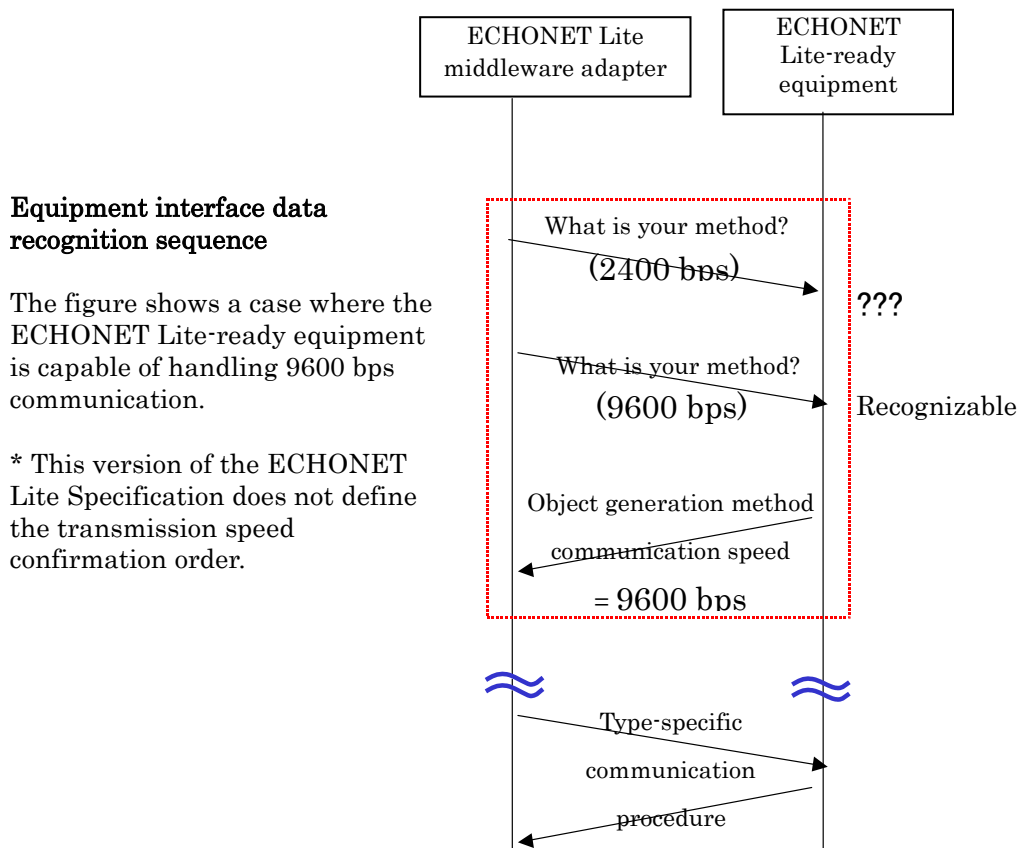 ECHONET Lite
middleware adapter
ECHONET
Lite-ready
equipment
Equipment interface data
recognition sequence
The figure shows a case where the
ECHONET Lite-ready equipment
is capable of handling 9600 bps
communication.
* This version of the ECHONET
Lite Specification does not define
the transmission speed
confirmation order.
What is your method?
(2400 bps)
???
What is your method?
(9600 bps)
Recognizable
Object generation method
communication speed
= 9600 bps
Type-specific
communication
procedure